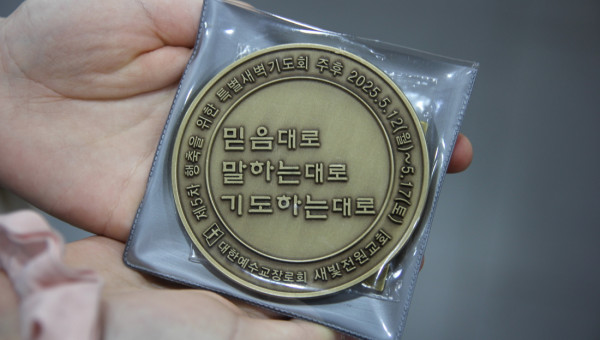 제5차 행축을 위한 특별새벽기도회 주후 2025.5.12(월)~5.17(토)
믿음대로
말하는대로
기도하는대로
대한예수교장로회 새빛전원교회